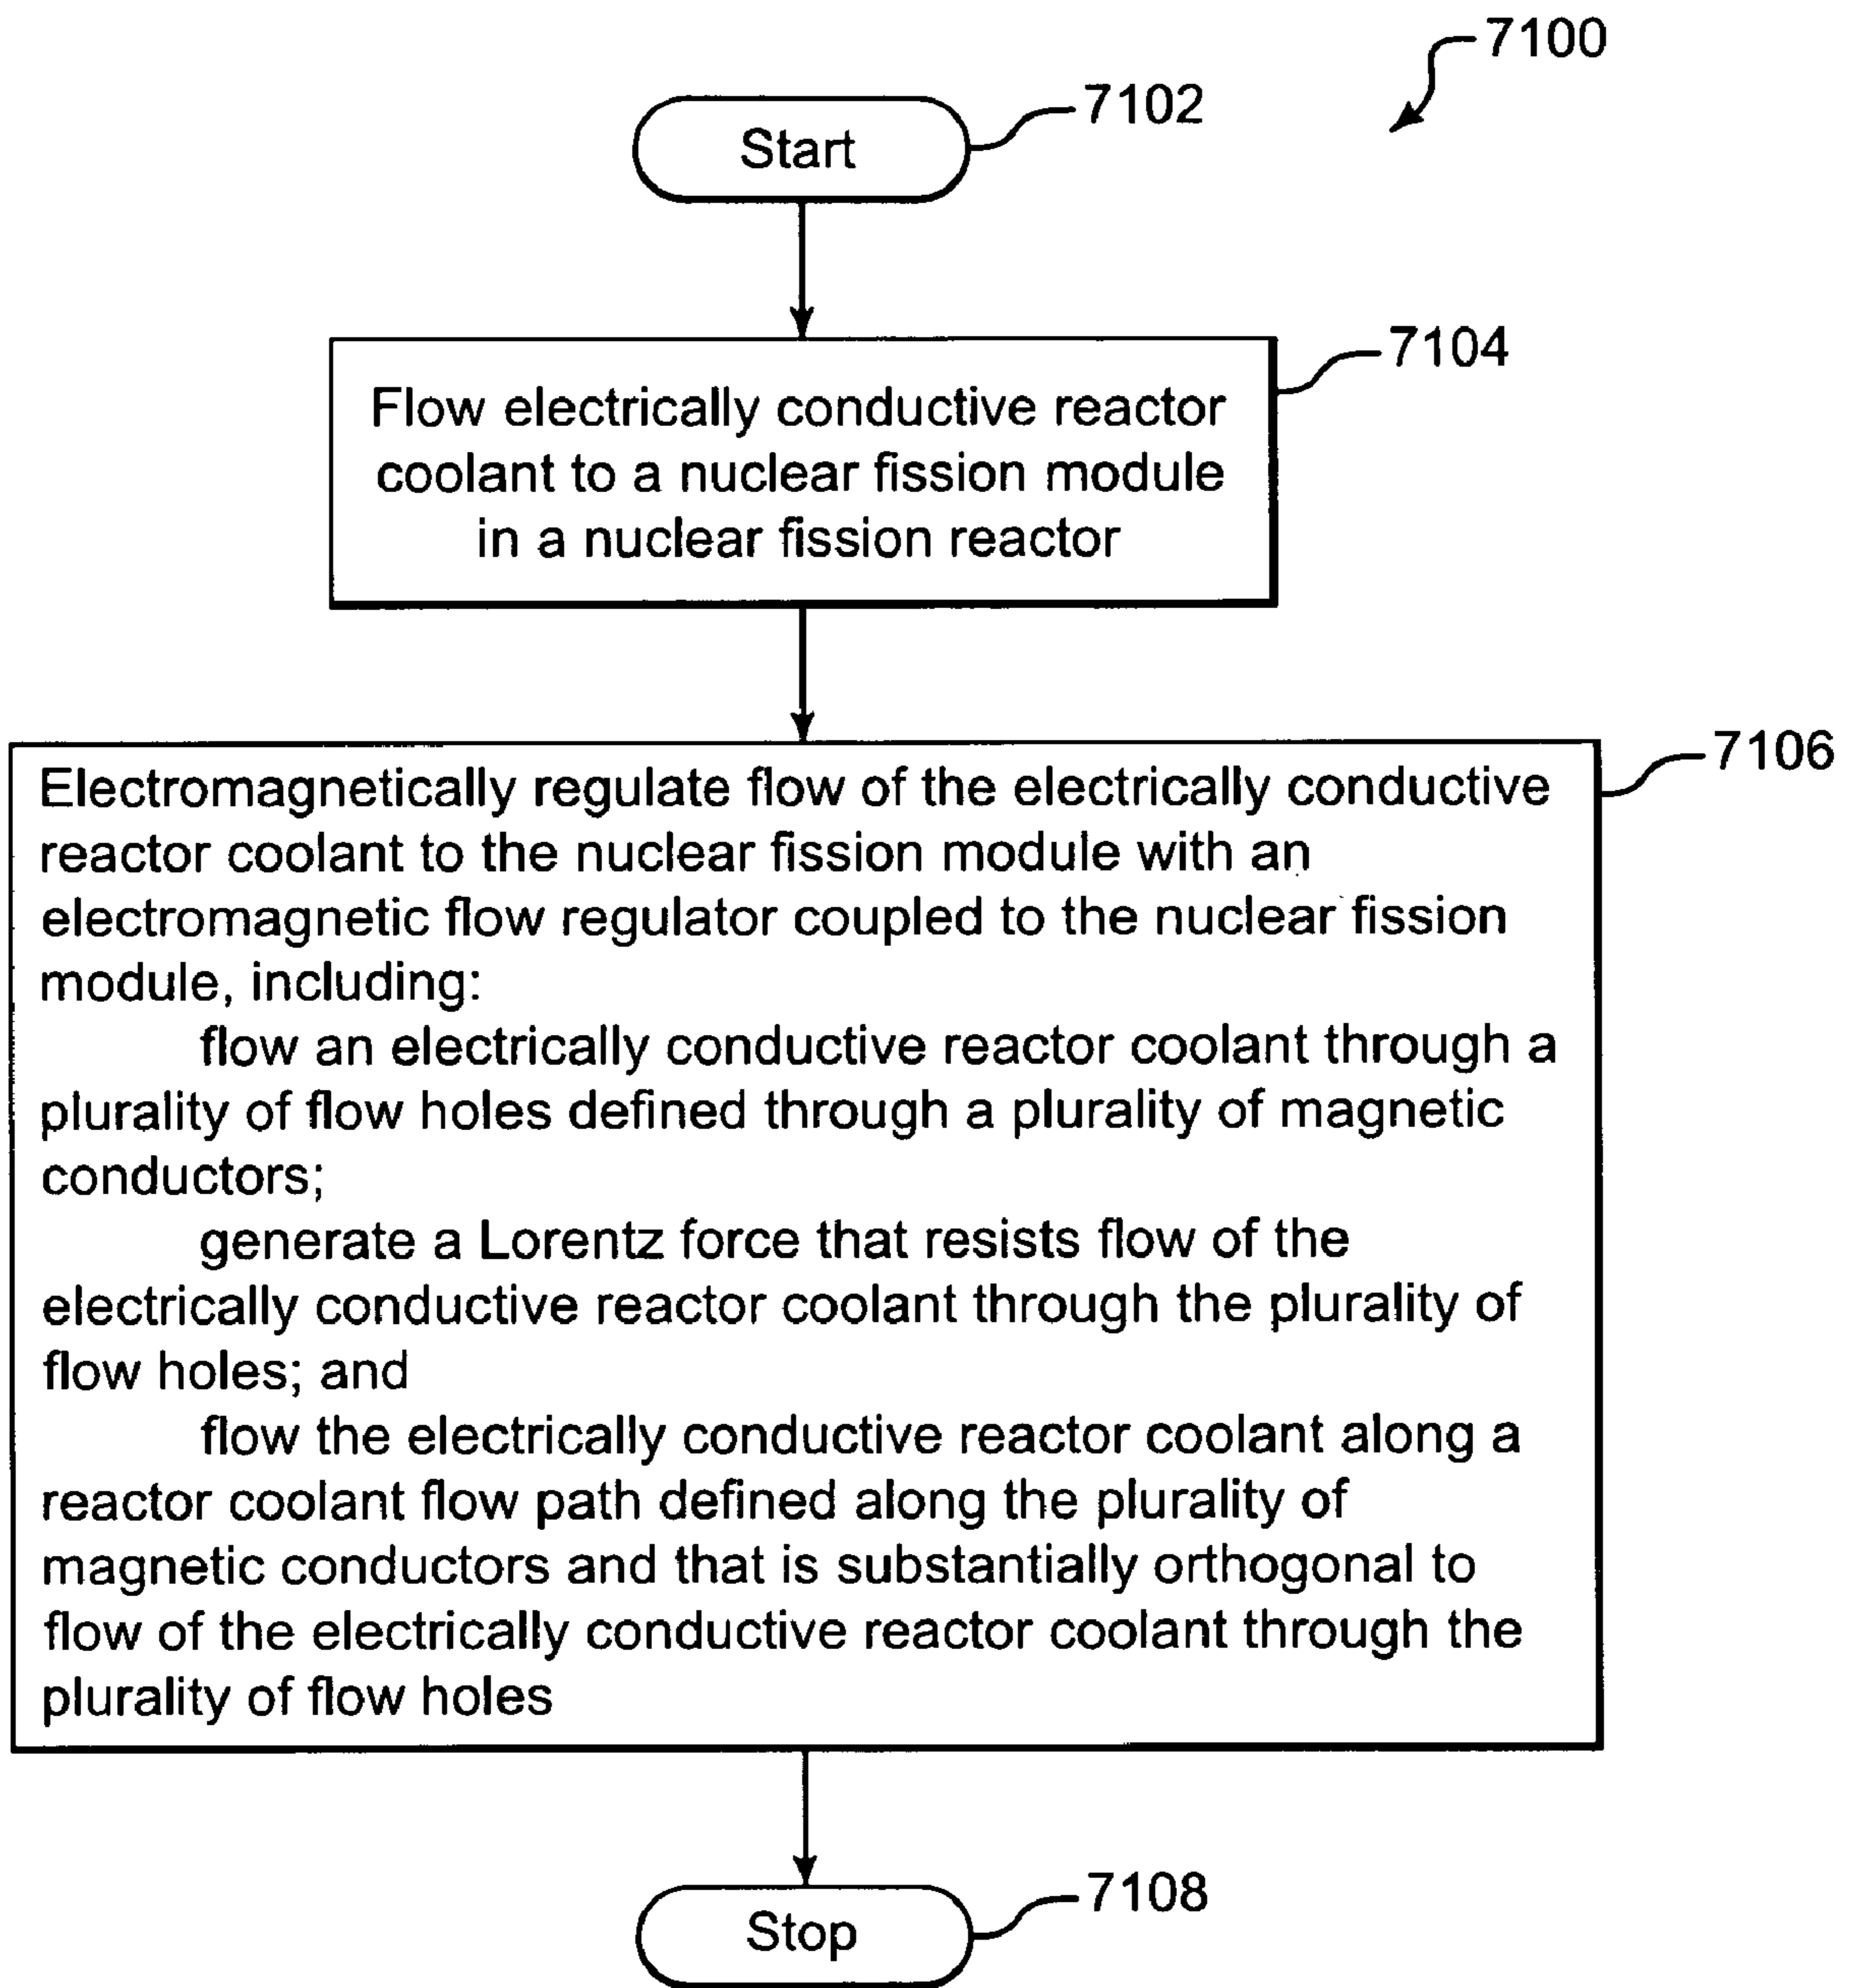 7100
Start
7102
Flow electrically conductive reactor
coolant to a nuclear fission module
in a nuclear fission reactor
7104
Electromagnetically regulate flow of the electrically conductive
reactor coolant to the nuclear fission module with an
electromagnetic flow regulator coupled to the nuclear fission
module, including:
flow an electrically conductive reactor coolant through a
plurality of flow holes defined through a plurality of magnetic
conductors;
generate a Lorentz force that resists flow of the
electrically conductive reactor coolant through the plurality of
flow holes; and
flow the electrically conductive reactor coolant along a
reactor coolant flow path defined along the plurality of
magnetic conductors and that is substantially orthogonal to
flow of the electrically conductive reactor coolant through the
plurality of flow holes
7106
Stop
7108